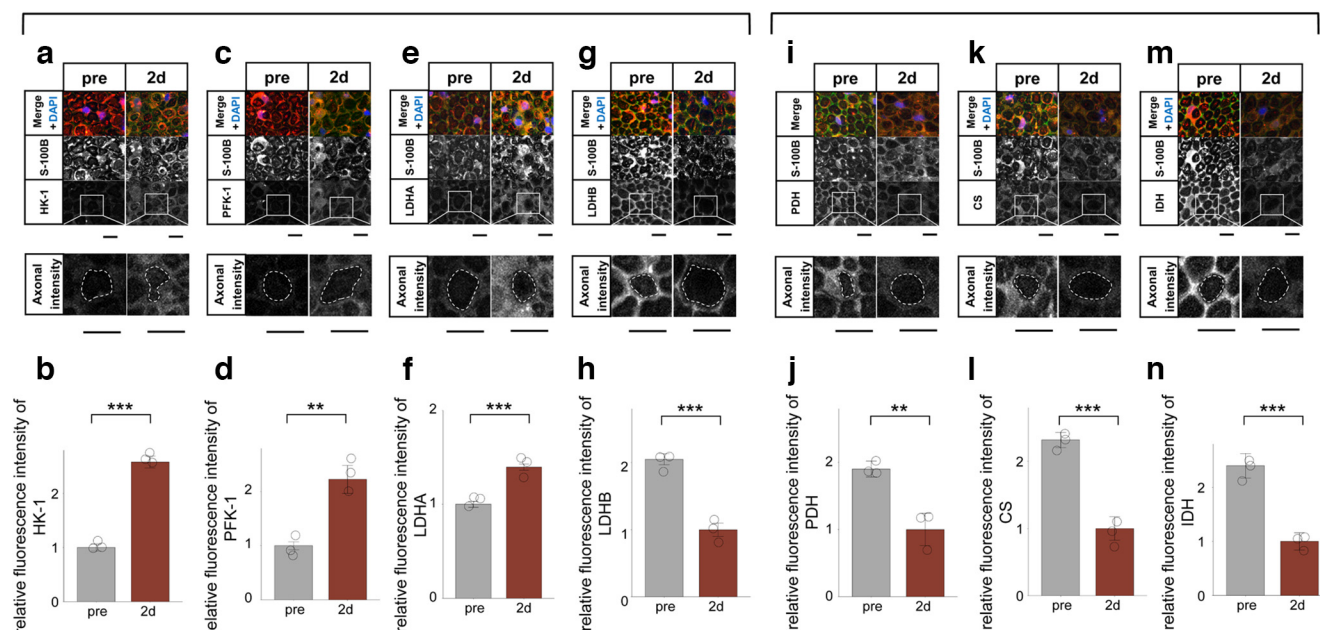 a c e g i k m
pre 2d pre 2d pre 2d pre 2d pre 2d pre 2d pre 2d
Merge + DAPI Merge + DAPI Merge + DAPI Merge + DAPI Merge Merge + DAPI Merge + DAPI
S-100B S-100B S-100B S-100B S-100B S-100B S-100B
HK-1 PFK-1 LDHA LDHB PDH CS IDH
Axonal intensity Axonal intensity Axonal intensity Axonal intensity Axonal intensity Axonal intensity Axonal intensity
b
relative fluorescence intensity of
HK-1
***
2
1
0
pre 2d
d
elative fluorescence intensity of
PFK-1
**
2
1
0
pre 2d
f
relative fluorescence intensity of
LDHA
***
2
1
0
pre 2d
h
relative fluorescence intensity of
LDHB
***
2
1
0
pre 2d
j
relative fluorescence intensity of
PDH
**
2
1
0
pre 2d
l
relative fluorescence intensity of
CS
***
2
1
0
pre 2d
n
relative fluorescence intensity of
IDH
***
2
1
0
pre 2d